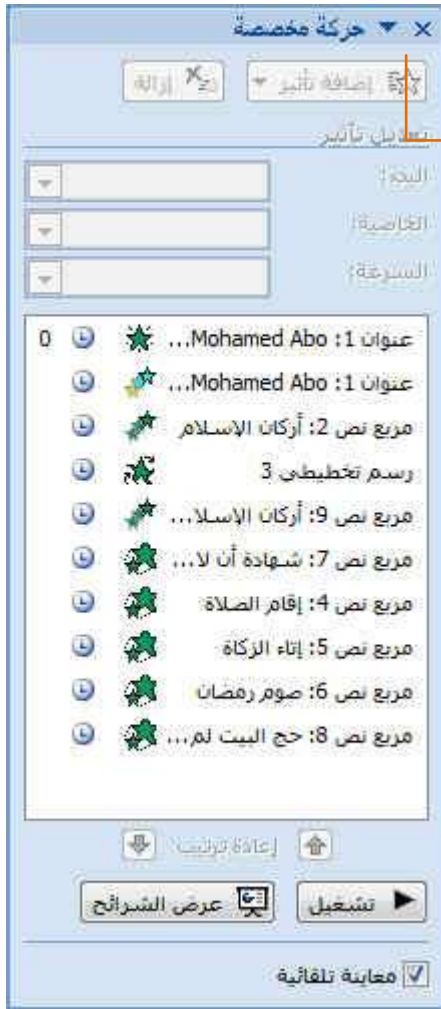 حركة مخصصة
إضافة تأثير إزالة
تعديل تأثير
البدء:
الخاصية:
السرعة:
عنوان 1: Mohamed Abo... 0
عنوان 1: Mohamed Abo...
مربع نص 2: أركان الإسلام
رسم تخطيطي 3
مربع نص 9: أركان الإسلا...
مربع نص 7: شهادة أن لا...
مربع نص 4: إقام الصلاة
مربع نص 5: إتاء الزكاة
مربع نص 6: صوم رمضان
مربع نص 8: حج البيت لم...
إعادة ترتيب
تشغيل عرض الشرائح
معاينة تلقائية